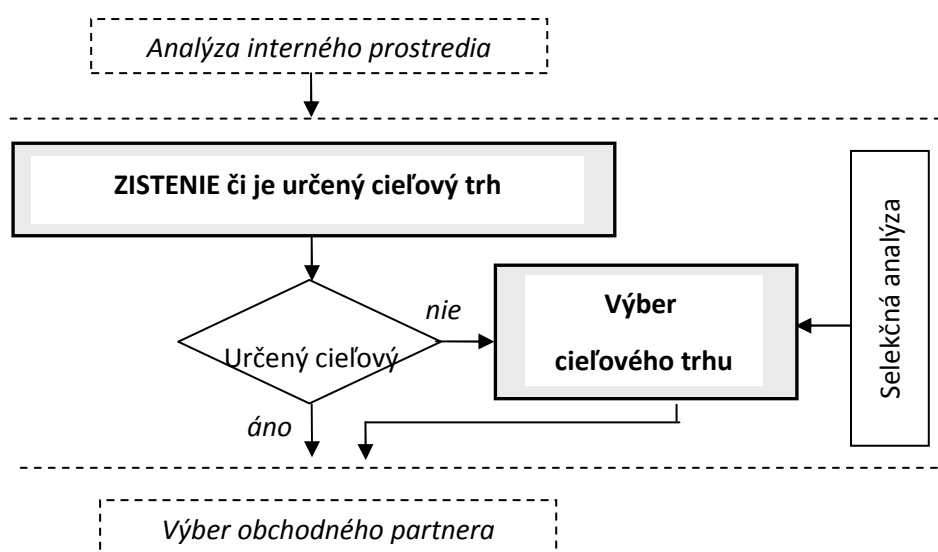 Analýza interného prostredia
ZISTENIE či je určený cieľový trh
Selekčná analýza
nie
Výber
cieľového trhu
Určený cieľový
áno
Výber obchodného partnera